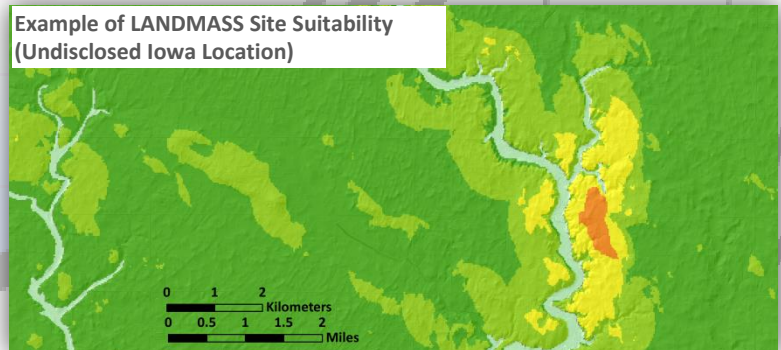 Example of LANDMASS Site Suitability
(Undisclosed Iowa Location)
0 1 2
Kilometers
0 0.5 1 1.5 2
Miles